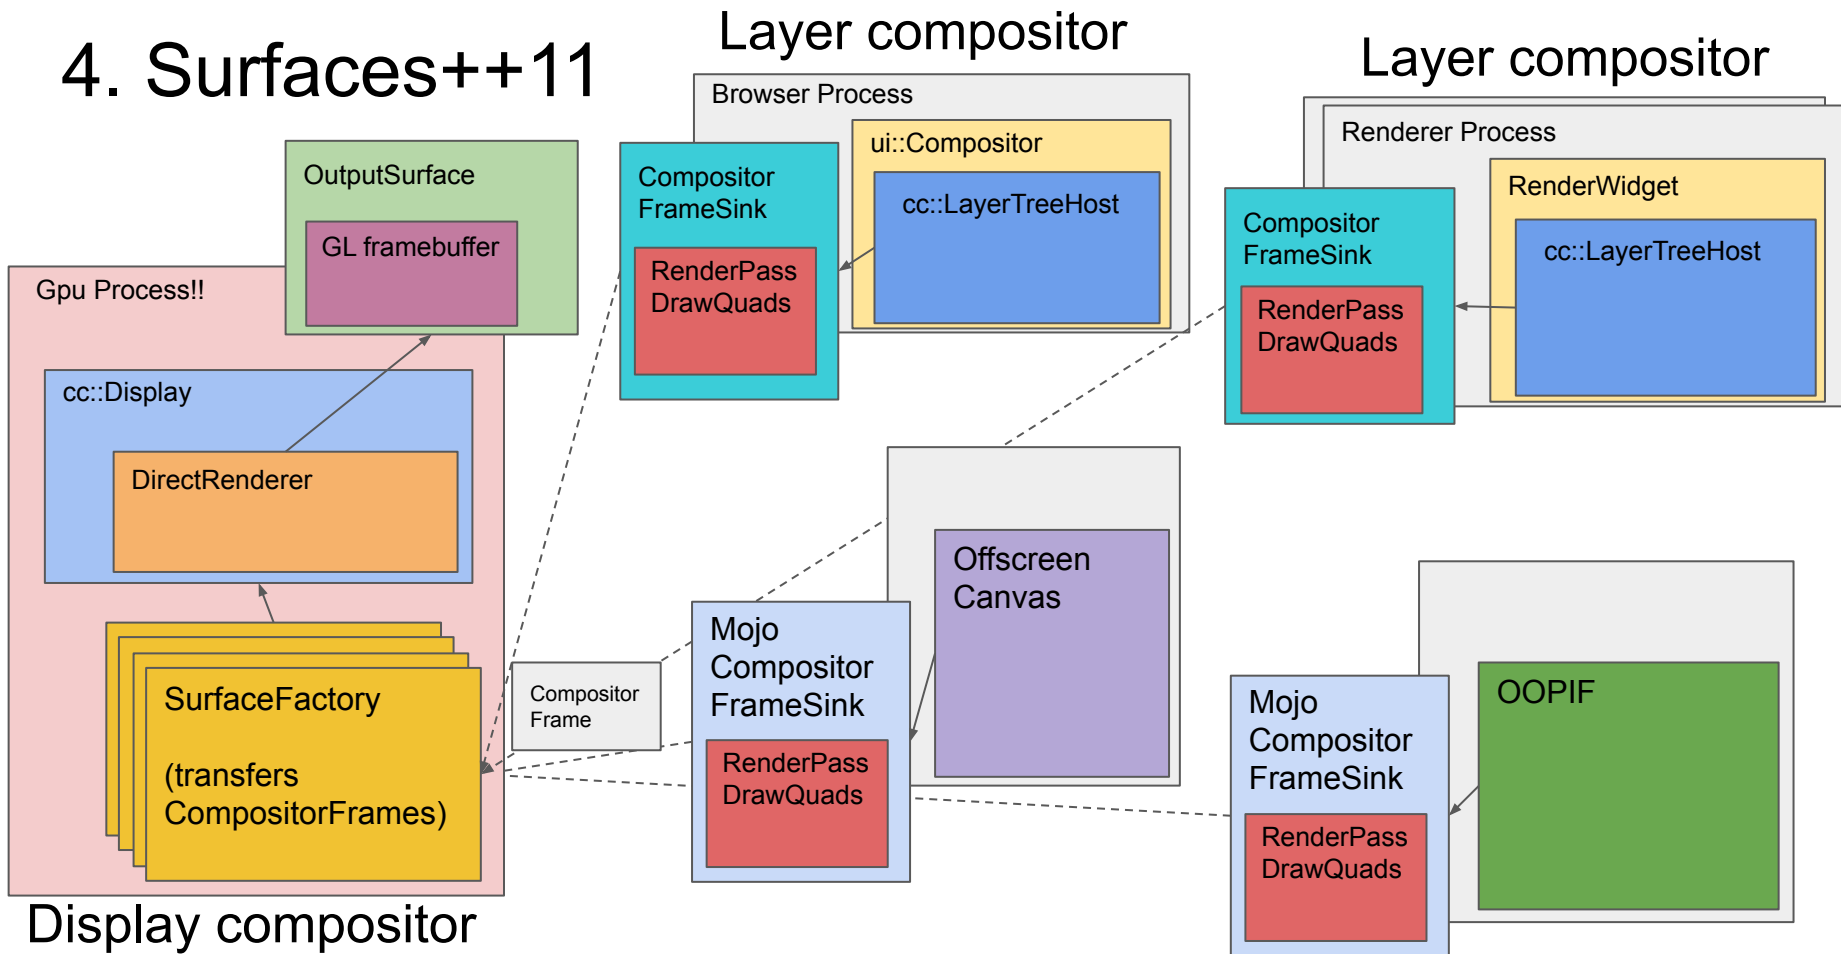 4. Surfaces++11
Layer compositor
Layer compositor
Browser Process
ui::Compositor
cc::LayerTreeHost
Compositor
FrameSink
RenderPass
DrawQuads
Renderer Process
RenderWidget
cc::LayerTreeHost
Compositor
FrameSink
RenderPass
DrawQuads
OutputSurface
GL framebuffer
Gpu Process!!
cc::Display
DirectRenderer
SurfaceFactory
(transfers
CompositorFrames)
Compositor
Frame
Offscreen
Canvas
Mojo
Compositor
FrameSink
RenderPass
DrawQuads
OOPIF
Mojo
Compositor
FrameSink
RenderPass
DrawQuads
Display compositor